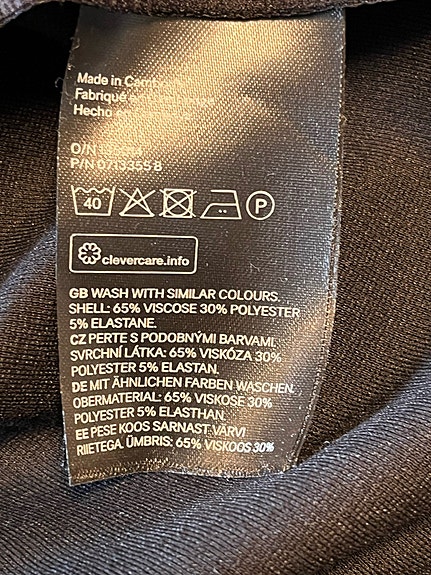 Made in Cam
Fabriqué
Hecho
O/N
P/N 0713355 8
40
P
clevercare.info
GB WASH WITH SIMILAR COLOURS.
SHELL: 65% VISCOSE 30% POLYESTER
5% ELASTANE.
CZ PERTE S PODOBNÝMI BARVAMI.
SVRCHNÍ LÁTKA: 65% VISKÓZA 30%
POLYESTER 5% ELASTAN.
DE MIT ÄHNLICHEN FARBEN WASCHEN.
OBERMATERIAL: 65% VISKOSE 30%
POLYESTER 5% ELASTHAN.
EE PESE KOOS SARNAST VÄRVI
RIIETEGA. ÜMBRIS: 65% VISKOOS 30%